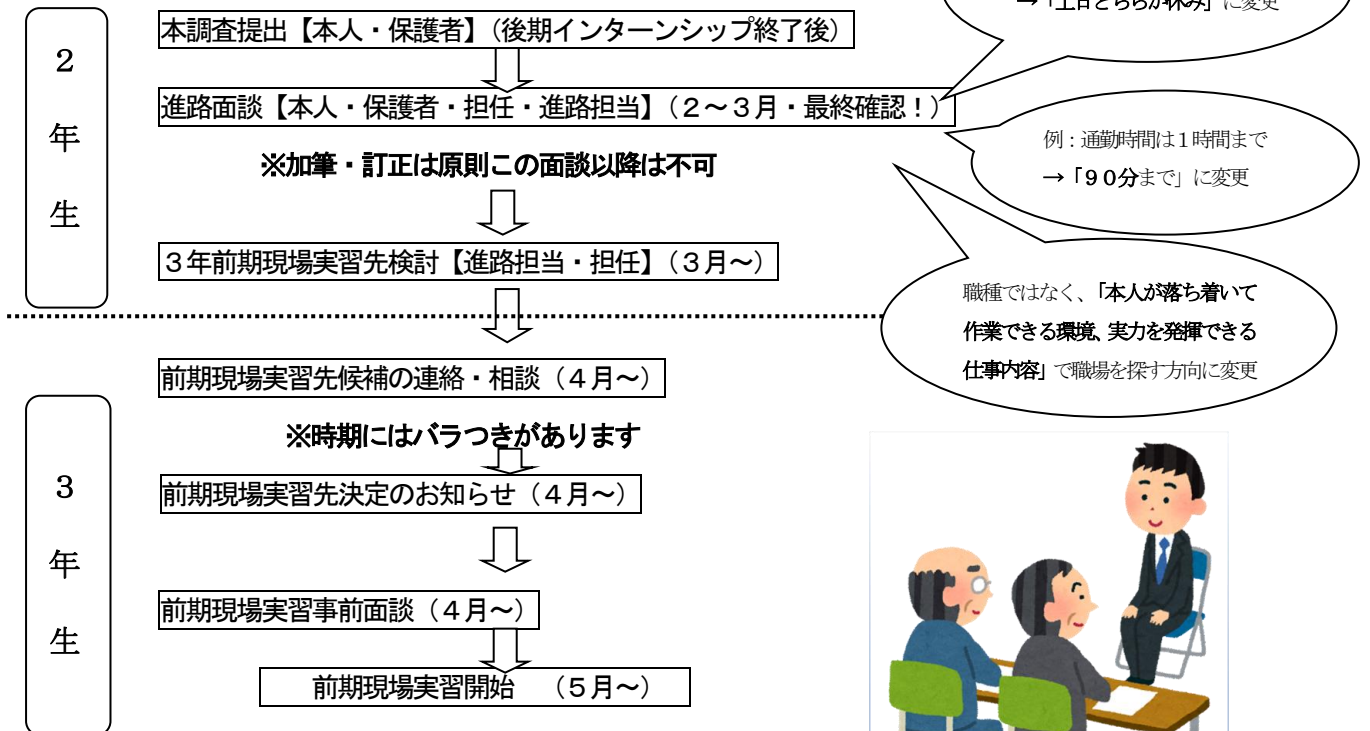 →「土日どちらか休み」に変更
2
年
生
本調査提出【本人・保護者】（後期インターンシップ終了後）
進路面談【本人・保護者・担任・進路担当】（２～３月・最終確認！）
※加筆・訂正は原則この面談以降は不可
例：通勤時間は１時間まで
→「９０分まで」に変更
３年前期現場実習先検討【進路担当・担任】（３月～）
職種ではなく、「本人が落ち着いて
作業できる環境、実力を発揮できる
仕事内容」で職場を探す方向に変更
3
年
生
前期現場実習先候補の連絡・相談（４月～）
※時期にはバラつきがあります
前期現場実習先決定のお知らせ（４月～）
前期現場実習事前面談（４月～）
前期現場実習開始　（５月～）